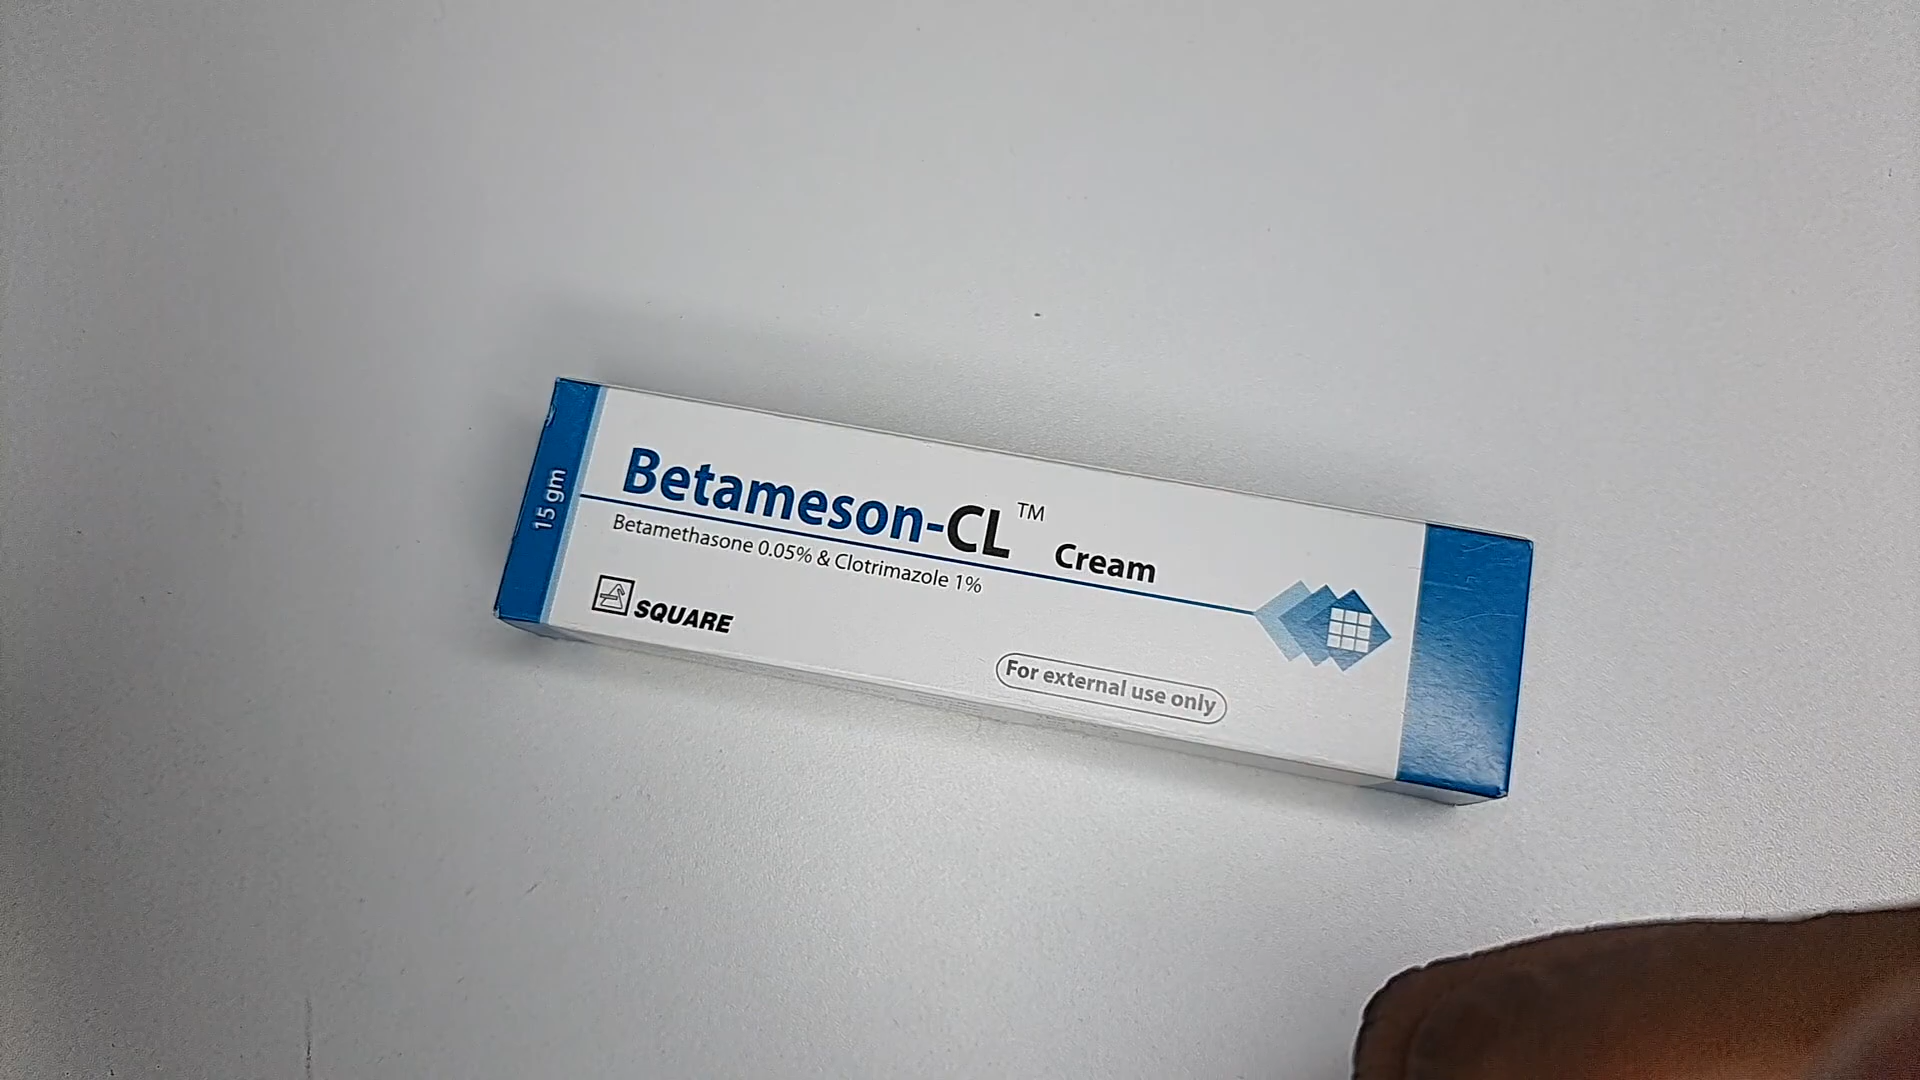 15 gm
Betameson-CL™ Cream
Betamethasone 0.05% & Clotrimazole 1%
SQUARE
For external use only